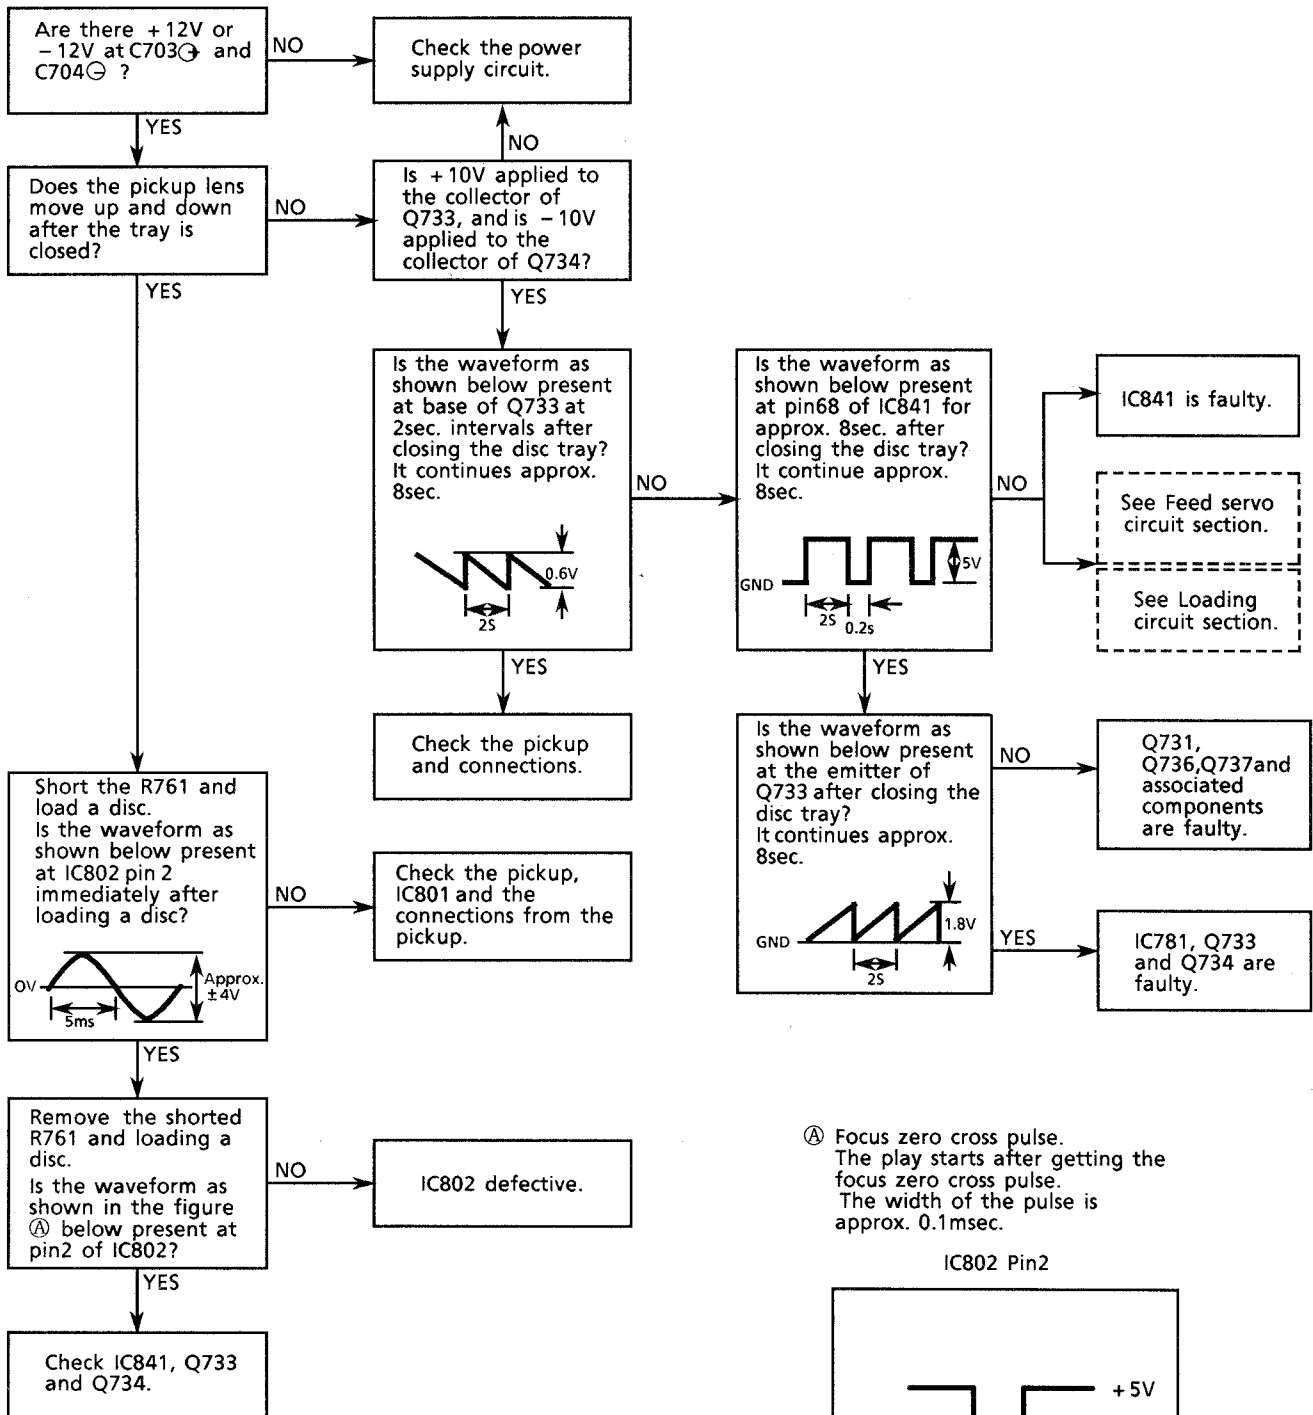 Are there +12V or
−12V at C703⊕ and
C704⊖ ?
NO
Check the power
supply circuit.
YES
NO
Does the pickup lens
move up and down
after the tray is
closed?
NO
Is +10V applied to
the collector of
Q733, and is −10V
applied to the
collector of Q734?
YES
YES
Is the waveform as
shown below present
at base of Q733 at
2sec. intervals after
closing the disc tray?
It continues approx.
8sec.
0.6V
2S
NO
Is the waveform as
shown below present
at pin68 of IC841 for
approx. 8sec. after
closing the disc tray?
It continue approx.
8sec.
GND
5V
2S
0.2s
NO
IC841 is faulty.
See Feed servo
circuit section.
See Loading
circuit section.
YES
YES
Check the pickup
and connections.
Is the waveform as
shown below present
at the emitter of
Q733 after closing the
disc tray?
It continues approx.
8sec.
GND
1.8V
2S
NO
Q731,
Q736,Q737and
associated
components
are faulty.
YES
IC781, Q733
and Q734 are
faulty.
Short the R761 and
load a disc.
Is the waveform as
shown below present
at IC802 pin 2
immediately after
loading a disc?
0V
Approx.
±4V
5ms
NO
Check the pickup,
IC801 and the
connections from the
pickup.
YES
Remove the shorted
R761 and loading a
disc.
Is the waveform as
shown in the figure
Ⓐ below present at
pin2 of IC802?
NO
IC802 defective.
YES
Check IC841, Q733
and Q734.
Ⓐ Focus zero cross pulse.
The play starts after getting the
focus zero cross pulse.
The width of the pulse is
approx. 0.1msec.
IC802 Pin2
+5V